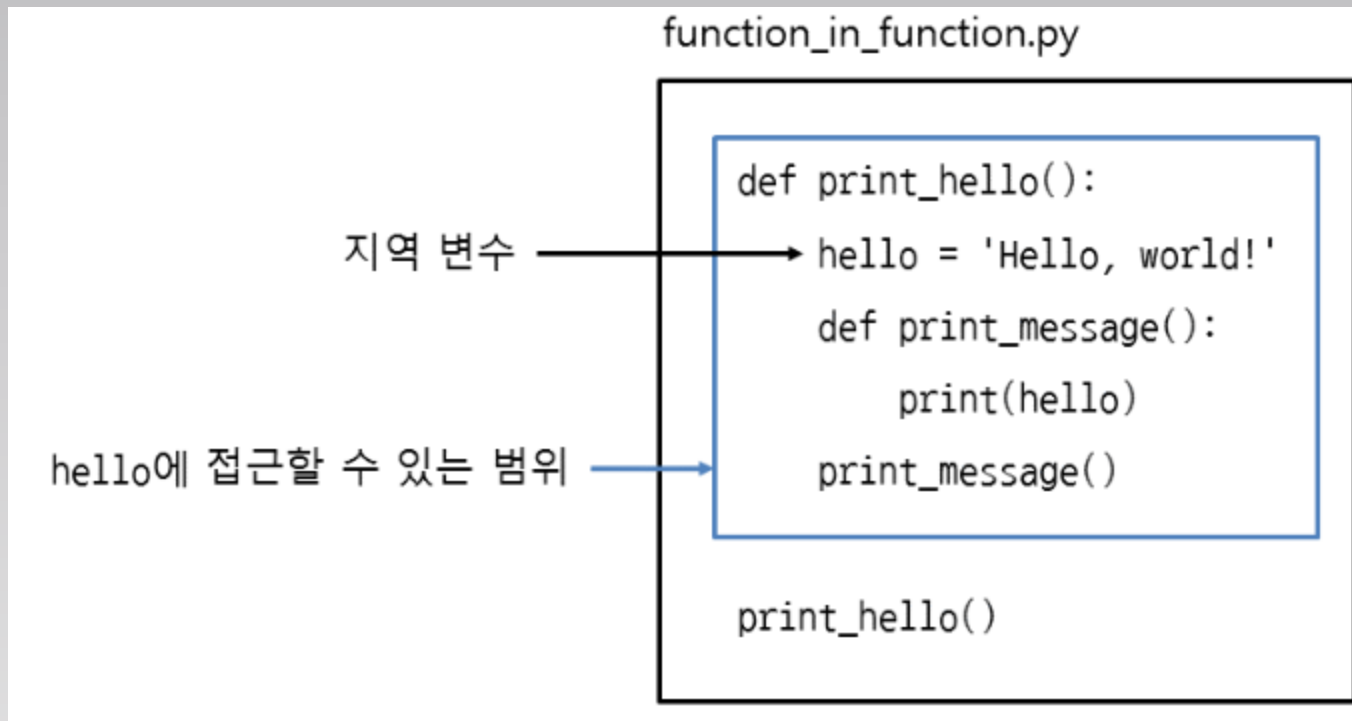 function_in_function.py
def print_hello():
지역 변수
hello = 'Hello, world!'
def print_message():
print(hello)
hello에 접근할 수 있는 범위
print_message()
print_hello()